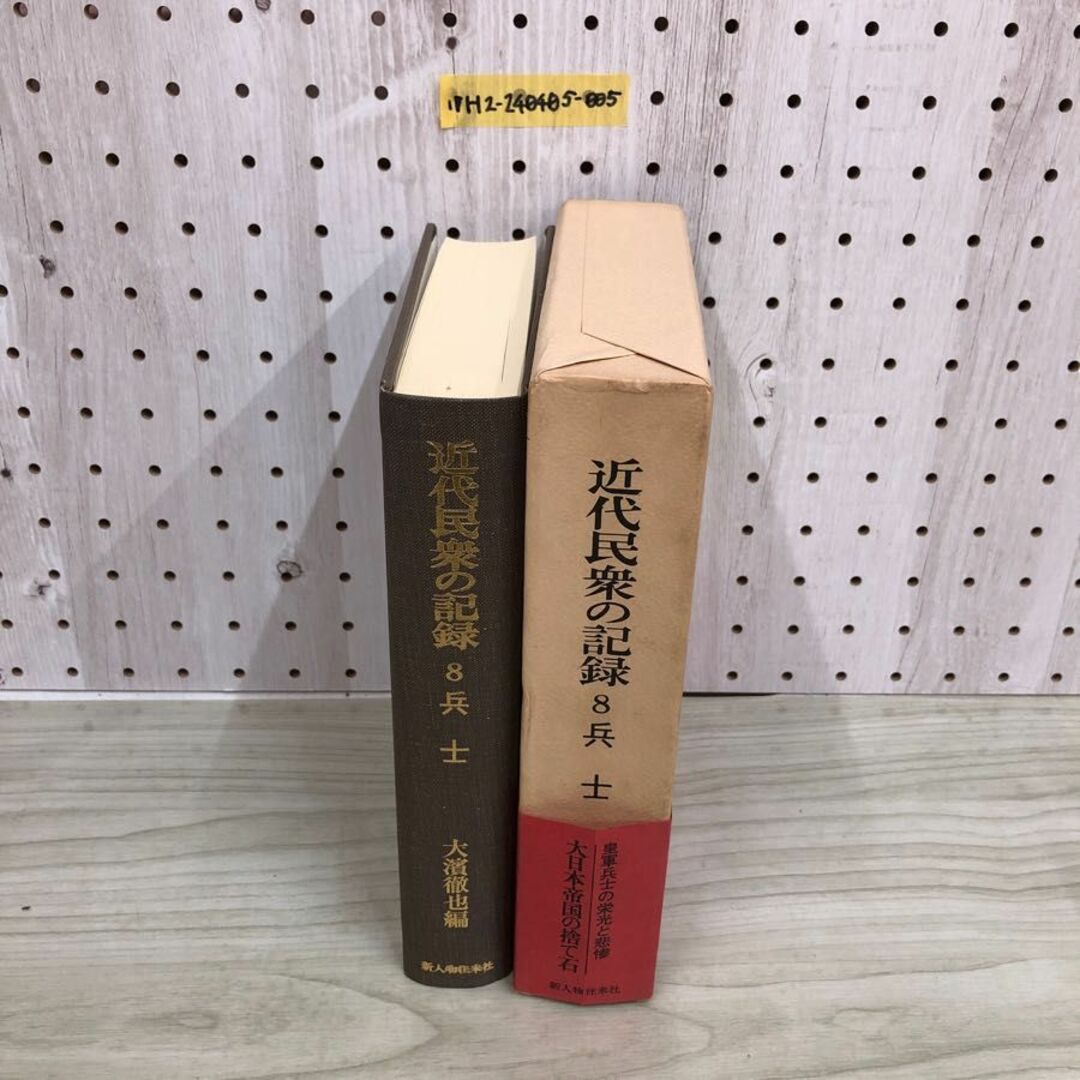 17H2-240405-005
近代民衆の記録 8 兵士
大濱徹也編
新人物往来社
近代民衆の記録 8 兵士
皇軍兵士の栄光と悲惨
大日本帝国の捨て石
新人物往来社